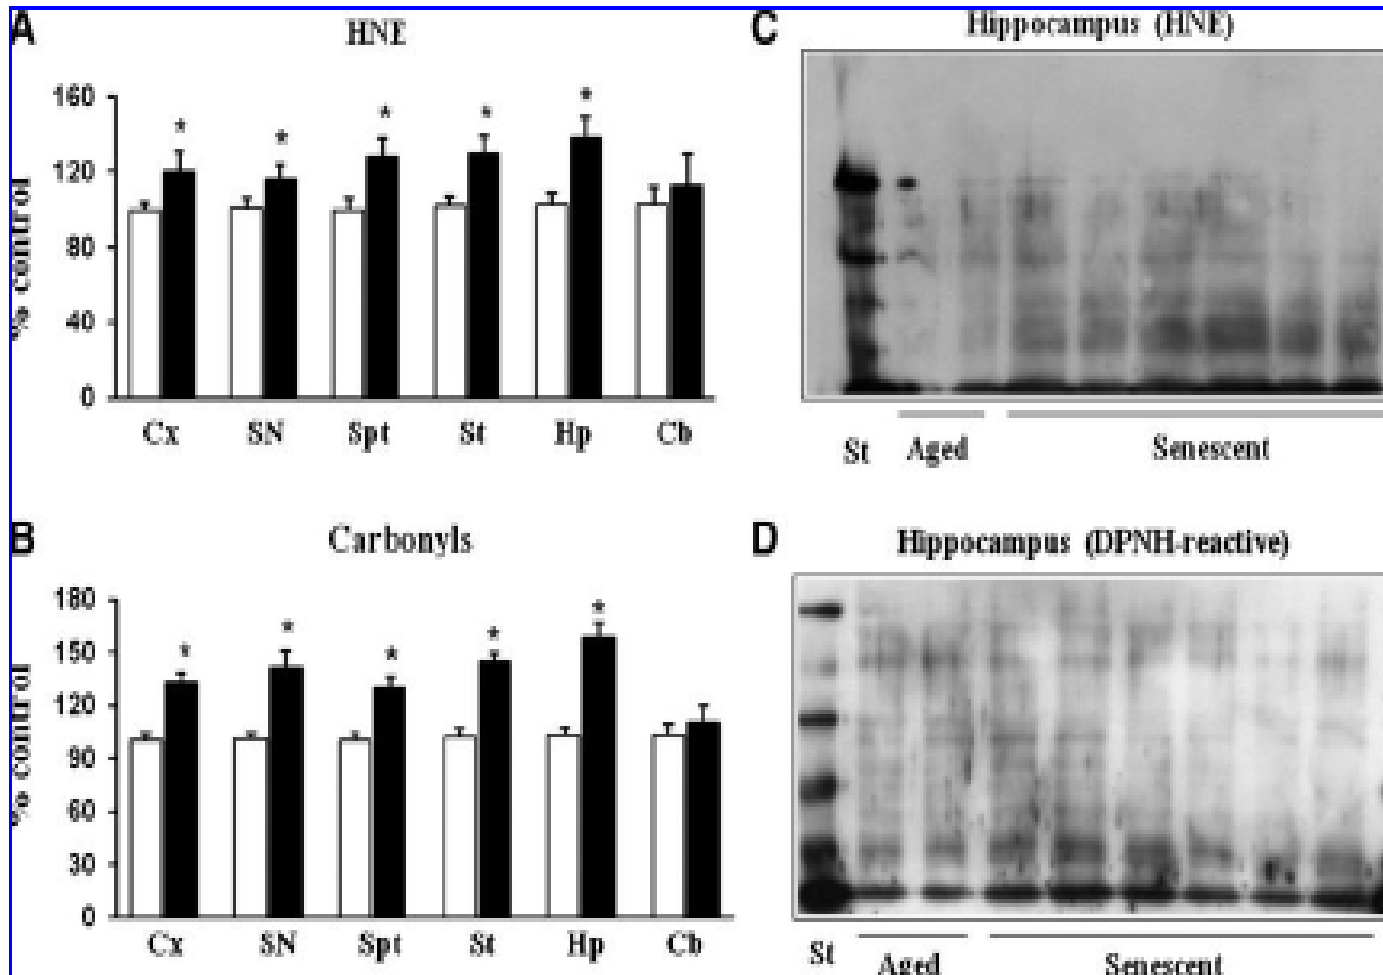 A
HNE
160
120
80
40
0
% control
*
*
*
*
*
Cx SN Spt St Hp Cb
B
Carbonyls
180
150
120
90
60
30
0
% control
*
*
*
*
*
Cx SN Spt St Hp Cb
C
Hippocampus (HNE)
St Aged Senescent
D
Hippocampus (DPNH-reactive)
St Aged Senescent